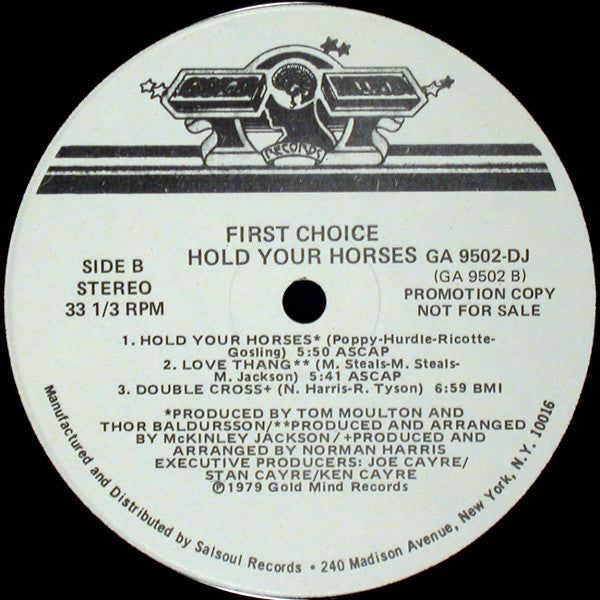 GOLD MIND
RECORDS
FIRST CHOICE
HOLD YOUR HORSES
GA 9502-DJ
(GA 9502 B)
PROMOTION COPY
NOT FOR SALE
SIDE B
STEREO
33 1/3 RPM
1. HOLD YOUR HORSES* (Poppy-Hurdle-Ricotte-
Gosling) 5:50 ASCAP
2. LOVE THANG** (M. Steals-M. Steals-
M. Jackson) 5:41 ASCAP
3. DOUBLE CROSS+ (N. Harris-R. Tyson) 6:59 BMI
*PRODUCED BY TOM MOULTON AND
THOR BALDURSSON/**PRODUCED AND ARRANGED
BY McKINLEY JACKSON/+PRODUCED AND
ARRANGED BY NORMAN HARRIS
EXECUTIVE PRODUCERS: JOE CAYRE/
STAN CAYRE/KEN CAYRE
℗1979 Gold Mind Records
Manufactured and Distributed by Salsoul Records • 240 Madison Avenue, New York, N.Y. 10016